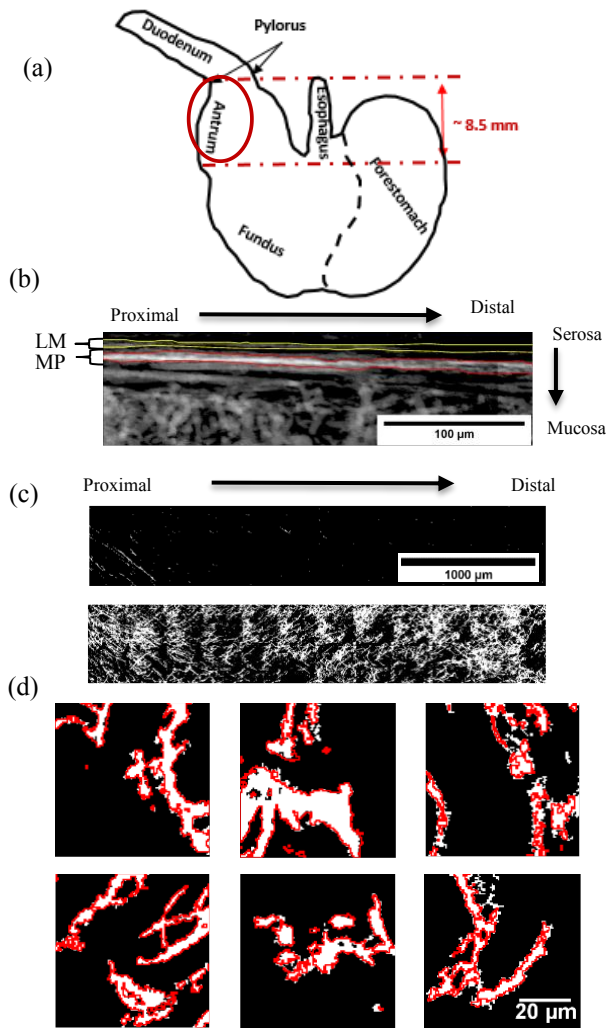 (a)
Duodenum
Pylorus
Antrum
Esophagus
~ 8.5 mm
Forestomach
Fundus
(b)
Proximal
Distal
LM
MP
Serosa
Mucosa
100 µm
(c)
Proximal
Distal
1000 µm
(d)
20 µm